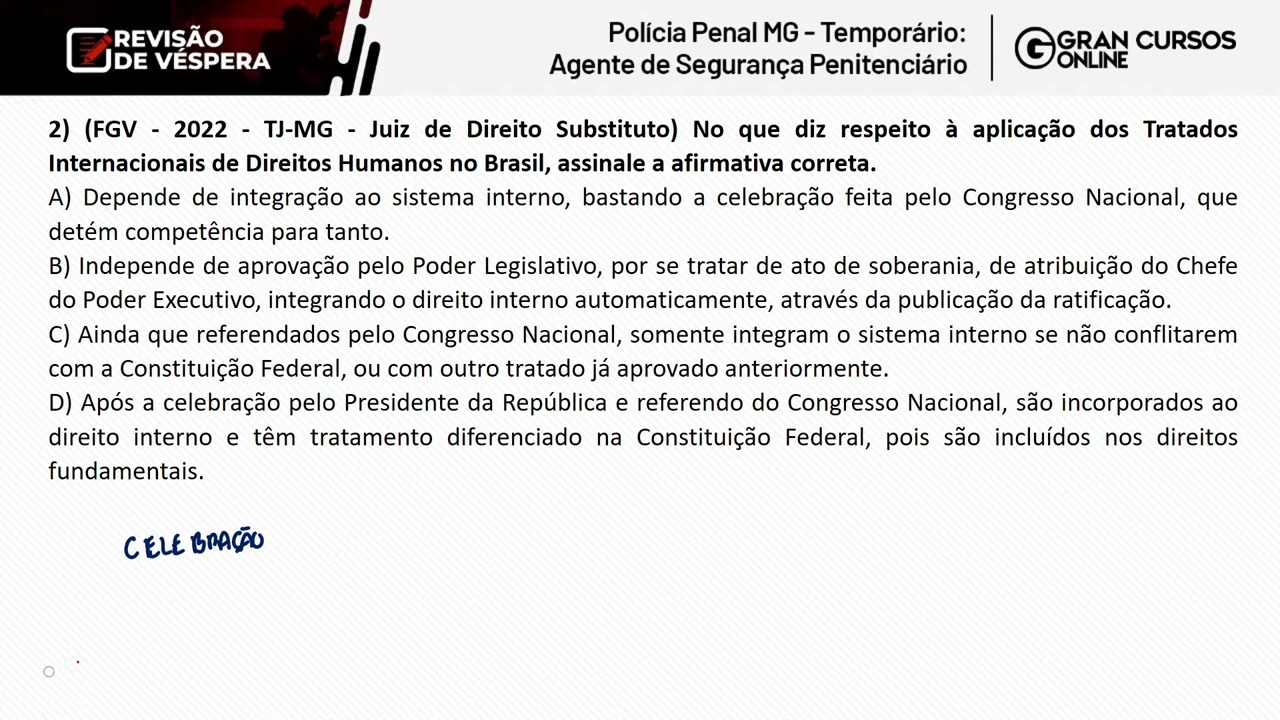 REVISÃO
DE VÉSPERA
Polícia Penal MG - Temporário:
Agente de Segurança Penitenciário
GRAN CURSOS
ONLINE
2) (FGV - 2022 - TJ-MG - Juiz de Direito Substituto) No que diz respeito à aplicação dos Tratados
Internacionais de Direitos Humanos no Brasil, assinale a afirmativa correta.
A) Depende de integração ao sistema interno, bastando a celebração feita pelo Congresso Nacional, que
detém competência para tanto.
B) Independe de aprovação pelo Poder Legislativo, por se tratar de ato de soberania, de atribuição do Chefe
do Poder Executivo, integrando o direito interno automaticamente, através da publicação da ratificação.
C) Ainda que referendados pelo Congresso Nacional, somente integram o sistema interno se não conflitarem
com a Constituição Federal, ou com outro tratado já aprovado anteriormente.
D) Após a celebração pelo Presidente da República e referendo do Congresso Nacional, são incorporados ao
direito interno e têm tratamento diferenciado na Constituição Federal, pois são incluídos nos direitos
fundamentais.
CELEBRAÇÃO